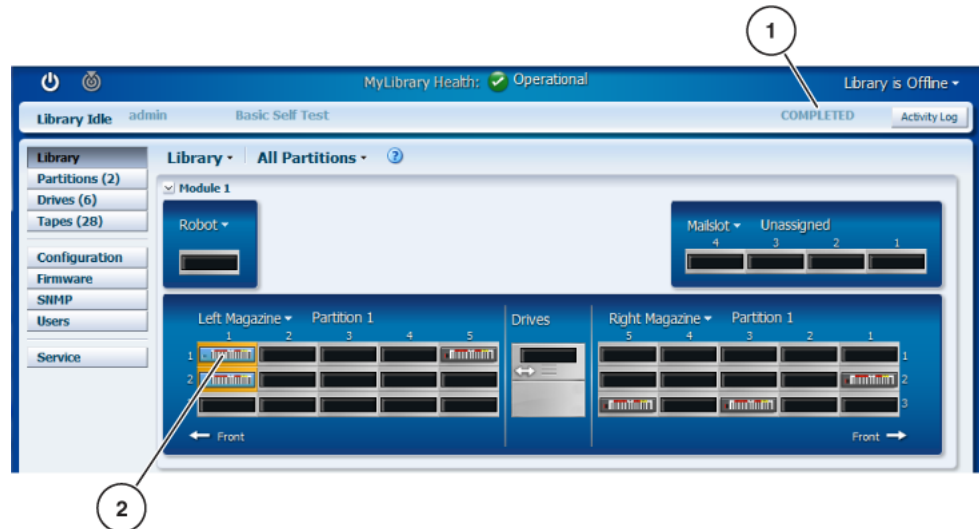 1
MyLibrary Health: Operational
Library is Offline
Library Idle admin Basic Self Test COMPLETED Activity Log
Library
Partitions (2)
Drives (6)
Tapes (28)
Configuration
Firmware
SNMP
Users
Service
Library All Partitions ?
Module 1
Robot
Mailslot Unassigned
4 3 2 1
Left Magazine Partition 1
1 2 3 4 5
1
2
Front
Drives
Right Magazine Partition 1
5 4 3 2 1
1
2
3
Front
2